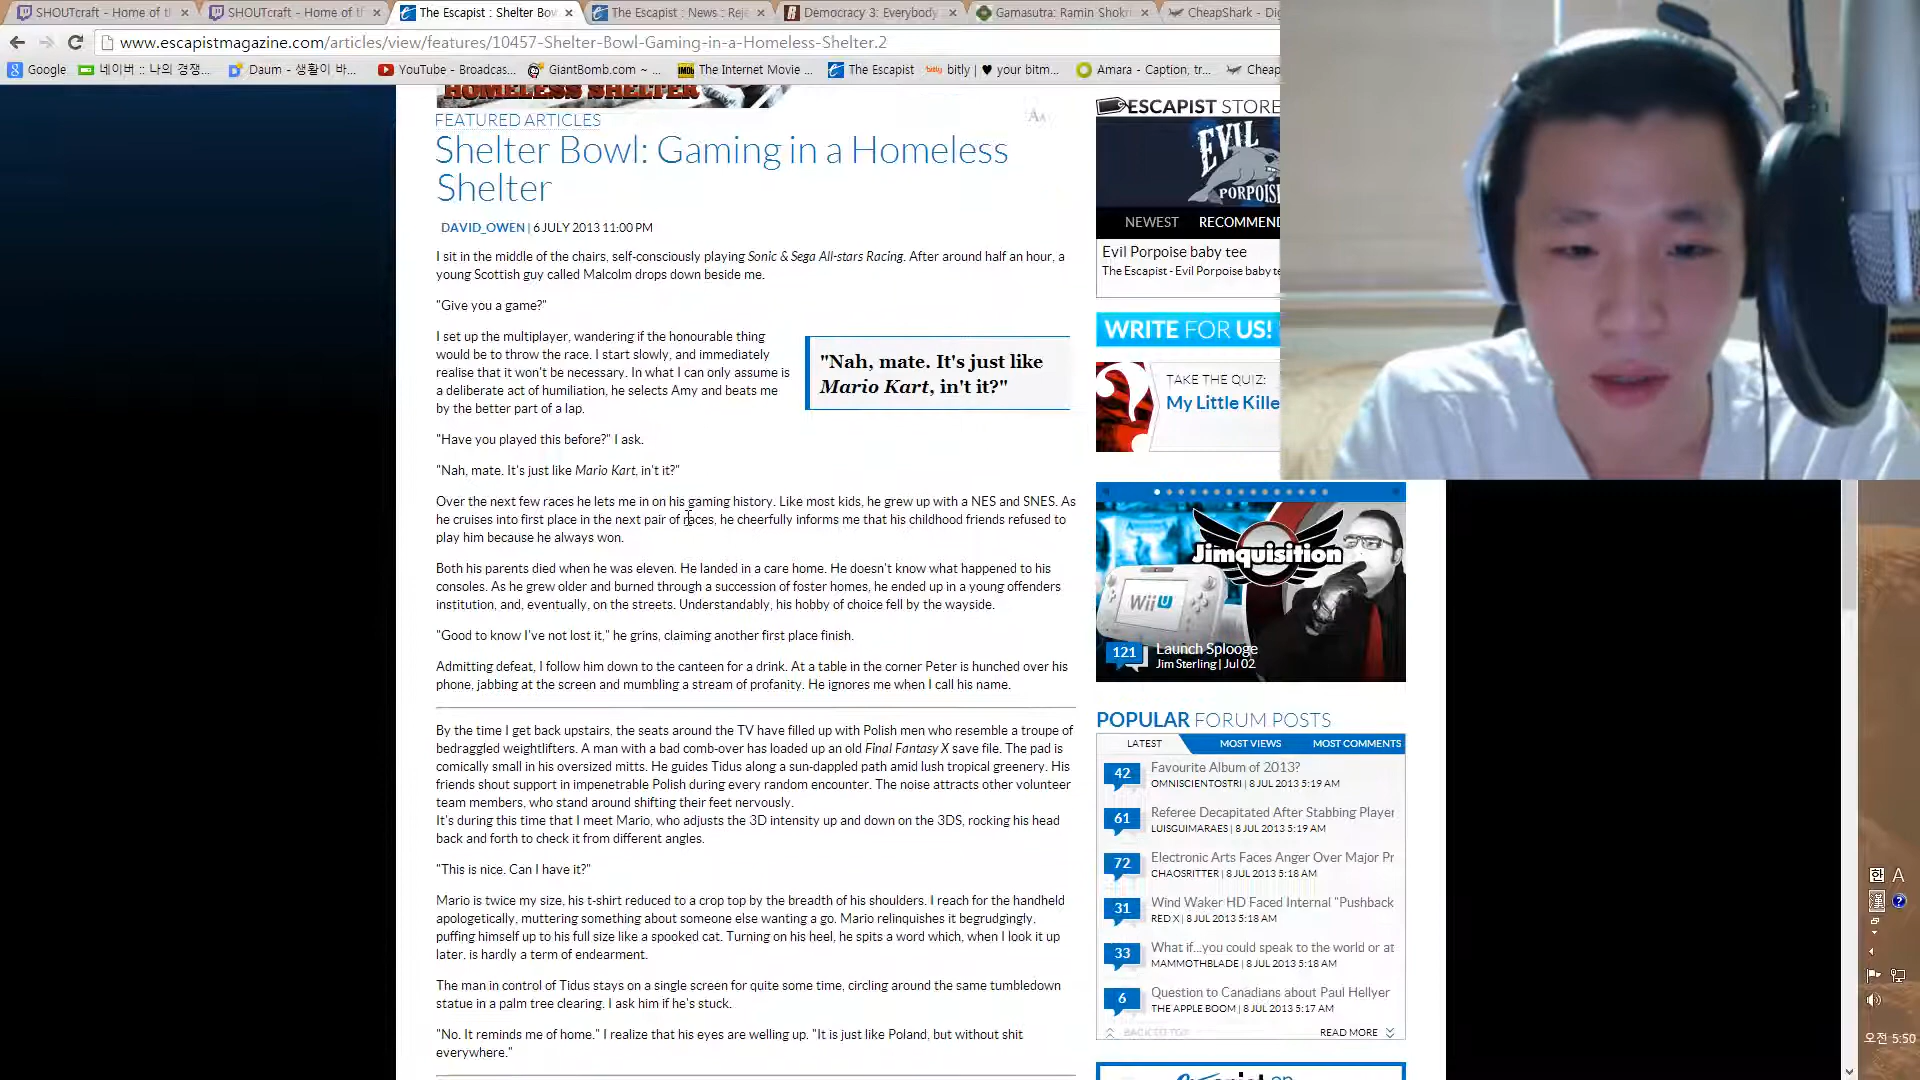 SHOUTcraft - Home of t
SHOUTcraft - Home of t
The Escapist : Shelter Bow
The Escapist : News : Reje
Democracy 3: Everybody
Gamasutra: Ramin Shok
CheapShark - Dig
www.escapistmagazine.com/articles/view/features/10457-Shelter-Bowl-Gaming-in-a-Homeless-Shelter.2
Google
네이버 :: 나의 경쟁...
Daum - 생활이 바...
YouTube - Broadcas...
GiantBomb.com ~ ...
The Internet Movie ...
The Escapist
bitly | ♥ your bitm...
Amara - Caption, tr...
Cheap
HOMELESS SHELTER
FEATURED ARTICLES
Shelter Bowl: Gaming in a Homeless
Shelter
DAVID_OWEN | 6 JULY 2013 11:00 PM
I sit in the middle of the chairs, self-consciously playing Sonic & Sega All-stars Racing. After around half an hour, a
young Scottish guy called Malcolm drops down beside me.
"Give you a game?"
I set up the multiplayer, wandering if the honourable thing
would be to throw the race. I start slowly, and immediately
realise that it won't be necessary. In what I can only assume is
a deliberate act of humiliation, he selects Amy and beats me
by the better part of a lap.
"Nah, mate. It's just like
Mario Kart, in't it?"
"Have you played this before?" I ask.
"Nah, mate. It's just like Mario Kart, in't it?"
Over the next few races he lets me in on his gaming history. Like most kids, he grew up with a NES and SNES. As
he cruises into first place in the next pair of races, he cheerfully informs me that his childhood friends refused to
play him because he always won.
Both his parents died when he was eleven. He landed in a care home. He doesn't know what happened to his
consoles. As he grew older and burned through a succession of foster homes, he ended up in a young offenders
institution, and, eventually, on the streets. Understandably, his hobby of choice fell by the wayside.
"Good to know I've not lost it," he grins, claiming another first place finish.
Admitting defeat, I follow him down to the canteen for a drink. At a table in the corner Peter is hunched over his
phone, jabbing at the screen and mumbling a stream of profanity. He ignores me when I call his name.
By the time I get back upstairs, the seats around the TV have filled up with Polish men who resemble a troupe of
bedraggled weightlifters. A man with a bad comb-over has loaded up an old Final Fantasy X save file. The pad is
comically small in his oversized mitts. He guides Tidus along a sun-dappled path amid lush tropical greenery. His
friends shout support in impenetrable Polish during every random encounter. The noise attracts other volunteer
team members, who stand around shifting their feet nervously.
It's during this time that I meet Mario, who adjusts the 3D intensity up and down on the 3DS, rocking his head
back and forth to check it from different angles.
"This is nice. Can I have it?"
Mario is twice my size, his t-shirt reduced to a crop top by the breadth of his shoulders. I reach for the handheld
apologetically, muttering something about someone else wanting a go. Mario relinquishes it begrudgingly,
puffing himself up to his full size like a spooked cat. Turning on his heel, he spits a word which, when I look it up
later, is hardly a term of endearment.
The man in control of Tidus stays on a single screen for quite some time, circling around the same tumbledown
statue in a palm tree clearing. I ask him if he's stuck.
"No. It reminds me of home." I realize that his eyes are welling up. "It is just like Poland, but without shit
everywhere."
ESCAPIST STORE
EVIL
PORPOIS
NEWEST RECOMMEND
Evil Porpoise baby tee
The Escapist - Evil Porpoise baby te
WRITE FOR US!
TAKE THE QUIZ:
My Little Kille
Jimquisition
Wii U
121
Launch Splooge
Jim Sterling | Jul 02
POPULAR FORUM POSTS
LATEST MOST VIEWS MOST COMMENTS
42
Favourite Album of 2013?
OMNISCIENTOSTRI | 8 JUL 2013 5:19 AM
61
Referee Decapitated After Stabbing Player
LUISGUIMARAES | 8 JUL 2013 5:19 AM
72
Electronic Arts Faces Anger Over Major Pr
CHAOSRITTER | 8 JUL 2013 5:18 AM
31
Wind Waker HD Faced Internal "Pushback
RED X | 8 JUL 2013 5:18 AM
33
What if...you could speak to the world or at
MAMMOTHBLADE | 8 JUL 2013 5:18 AM
6
Question to Canadians about Paul Hellyer
THE APPLE BOOM | 8 JUL 2013 5:17 AM
BACK TO TOP
READ MORE
한 A
漢
오전 5:50